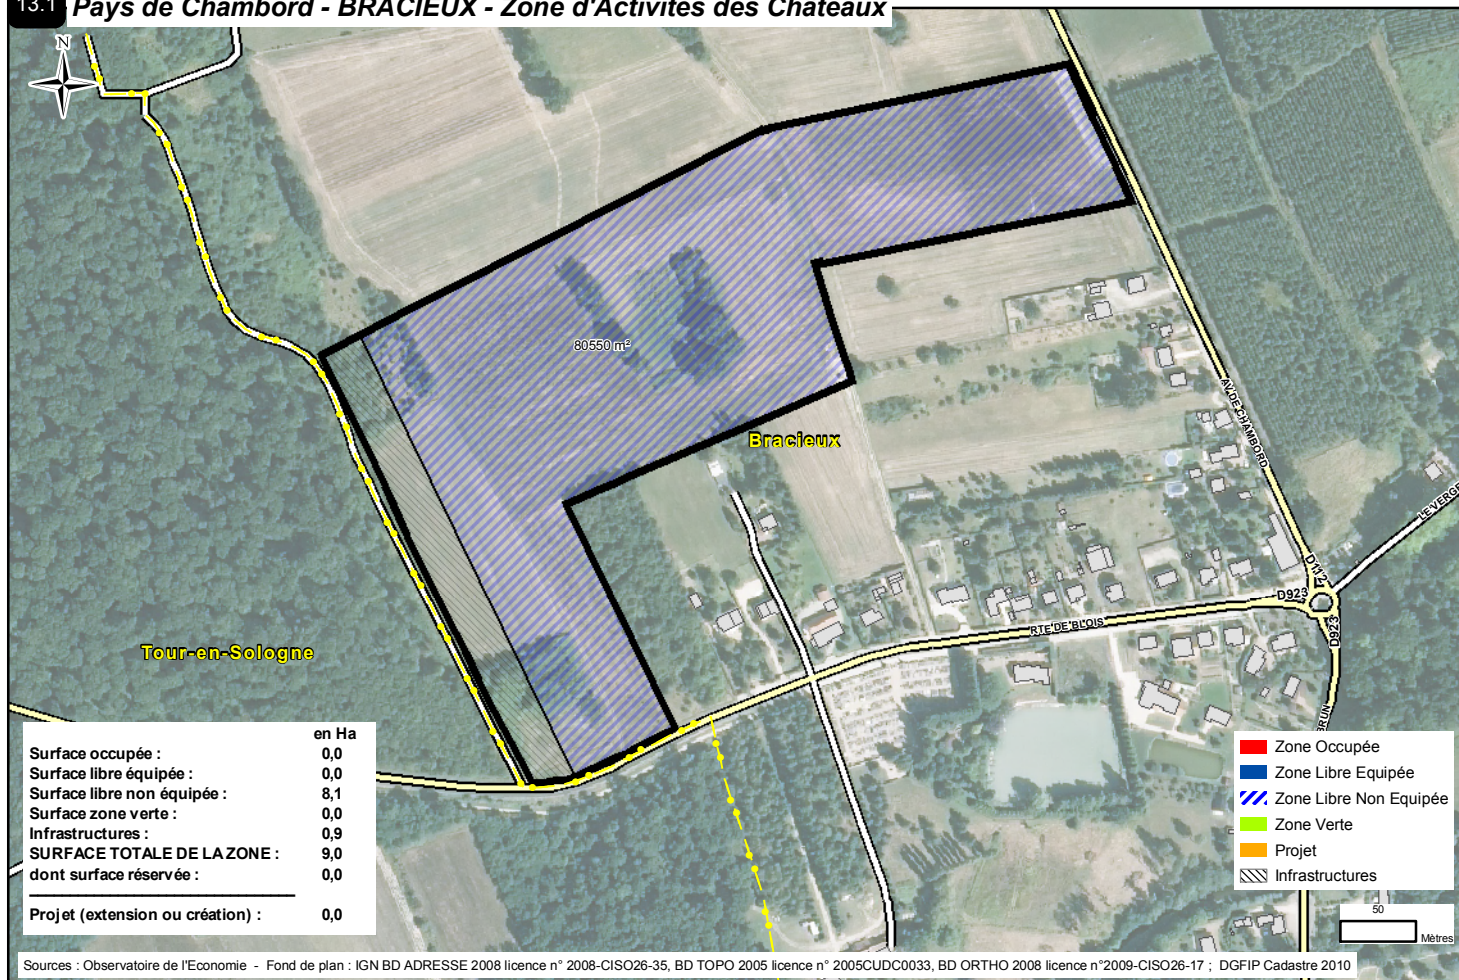 13.1 Pays de Chambord - BRACIEUX - Zone d'Activités des Châteaux
N
80550 m²
Bracieux
AV. DE CHAMBORD
LE VERGE
D112
D923
D923
RTE DE BLOIS
BRUN
Tour-en-Sologne
en Ha
Surface occupée : 0,0
Surface libre équipée : 0,0
Surface libre non équipée : 8,1
Surface zone verte : 0,0
Infrastructures : 0,9
SURFACE TOTALE DE LA ZONE : 9,0
dont surface réservée : 0,0
Projet (extension ou création) : 0,0
Zone Occupée
Zone Libre Equipée
Zone Libre Non Equipée
Zone Verte
Projet
Infrastructures
50
Mètres
Sources : Observatoire de l'Economie - Fond de plan : IGN BD ADRESSE 2008 licence n° 2008-CISO26-35, BD TOPO 2005 licence n° 2005CUDC0033, BD ORTHO 2008 licence n°2009-CISO26-17 ; DGFIP Cadastre 2010